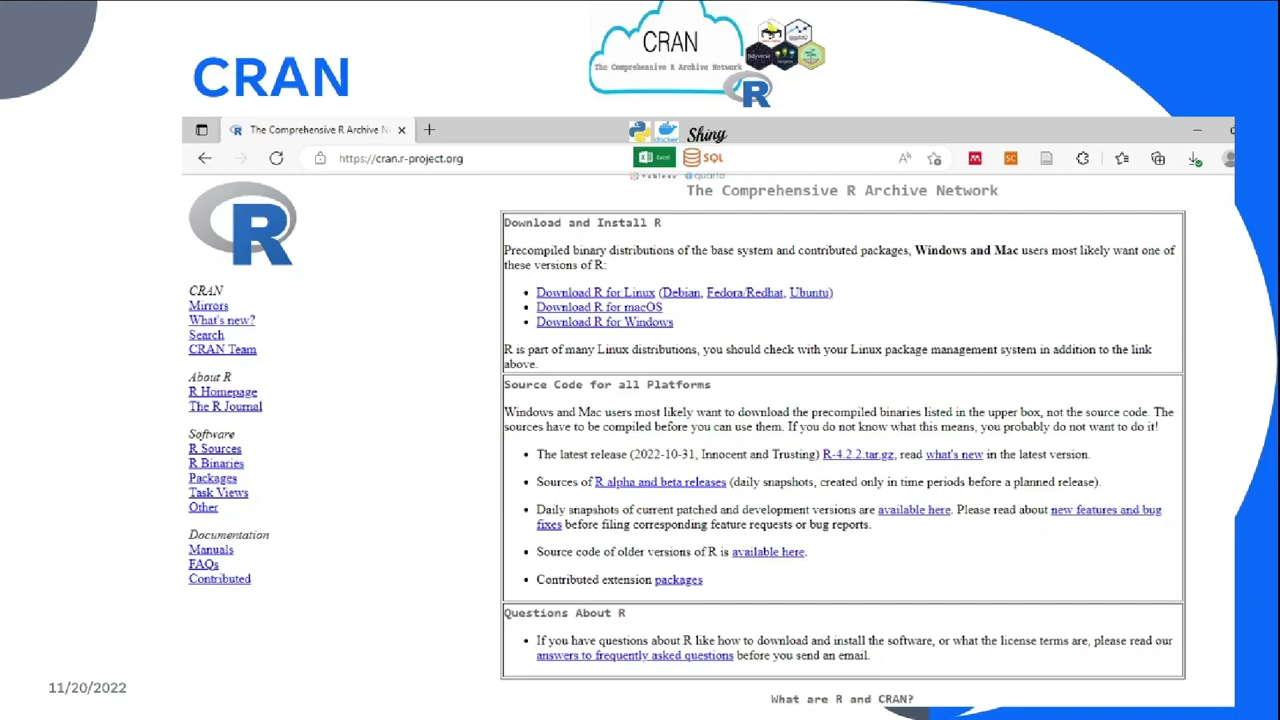 CRAN
CRAN
The Comprehensive R Archive Network
tidyverse
The Comprehensive R Archive N
https://cran.r-project.org
docker
Shiny
Excel
SQL
quarto
The Comprehensive R Archive Network
CRAN
Mirrors
What's new?
Search
CRAN Team
About R
R Homepage
The R Journal
Software
R Sources
R Binaries
Packages
Task Views
Other
Documentation
Manuals
FAQs
Contributed
Download and Install R
Precompiled binary distributions of the base system and contributed packages, Windows and Mac users most likely want one of
these versions of R:
• Download R for Linux (Debian, Fedora/Redhat, Ubuntu)
• Download R for macOS
• Download R for Windows
R is part of many Linux distributions, you should check with your Linux package management system in addition to the link
above.
Source Code for all Platforms
Windows and Mac users most likely want to download the precompiled binaries listed in the upper box, not the source code. The
sources have to be compiled before you can use them. If you do not know what this means, you probably do not want to do it!
• The latest release (2022-10-31, Innocent and Trusting) R-4.2.2.tar.gz, read what's new in the latest version.
• Sources of R alpha and beta releases (daily snapshots, created only in time periods before a planned release).
• Daily snapshots of current patched and development versions are available here. Please read about new features and bug
fixes before filing corresponding feature requests or bug reports.
• Source code of older versions of R is available here.
• Contributed extension packages
Questions About R
• If you have questions about R like how to download and install the software, or what the license terms are, please read our
answers to frequently asked questions before you send an email.
What are R and CRAN?
11/20/2022